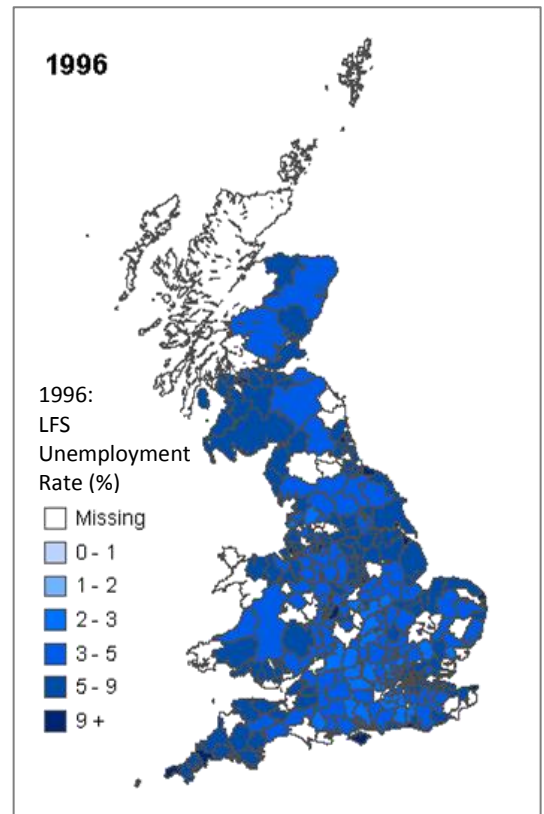 1996
1996:
LFS
Unemployment
Rate (%)
Missing
0 - 1
1 - 2
2 - 3
3 - 5
5 - 9
9 +